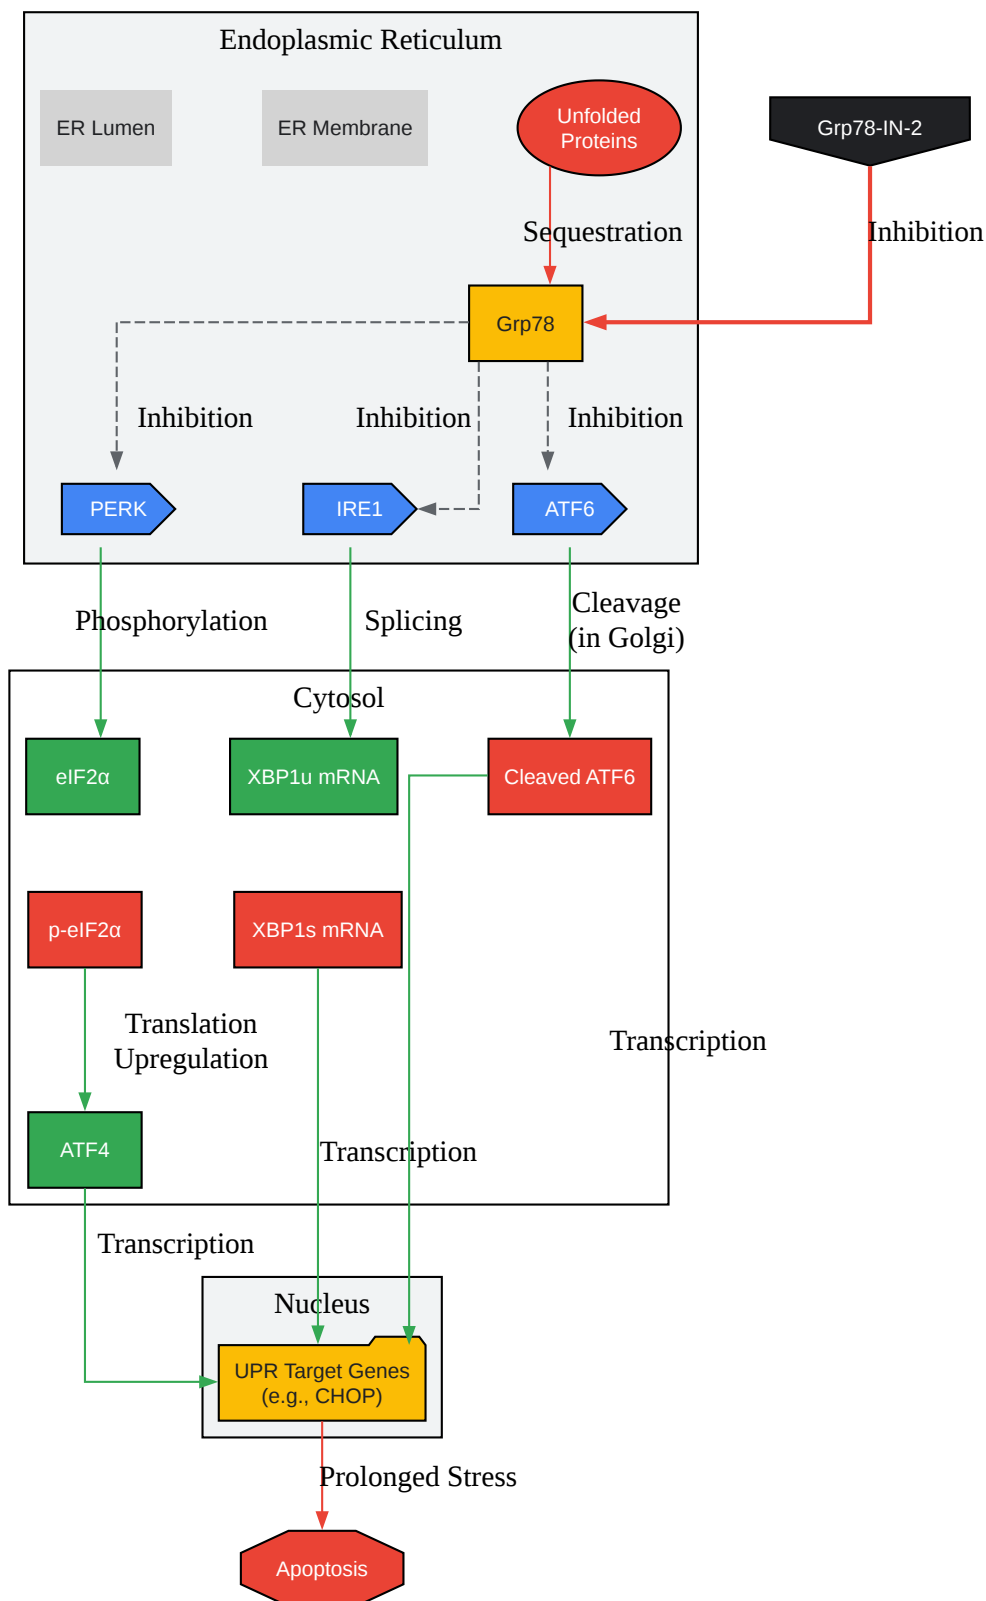 Endoplasmic Reticulum
ER Lumen
ER Membrane
Unfolded
Proteins
Grp78-IN-2
Sequestration
Inhibition
Grp78
Inhibition
Inhibition
Inhibition
PERK
IRE1
ATF6
Phosphorylation
Splicing
Cleavage
(in Golgi)
Cytosol
eIF2α
XBP1u mRNA
Cleaved ATF6
p-eIF2α
XBP1s mRNA
Translation
Upregulation
Transcription
ATF4
Transcription
Transcription
Nucleus
UPR Target Genes
(e.g., CHOP)
Prolonged Stress
Apoptosis